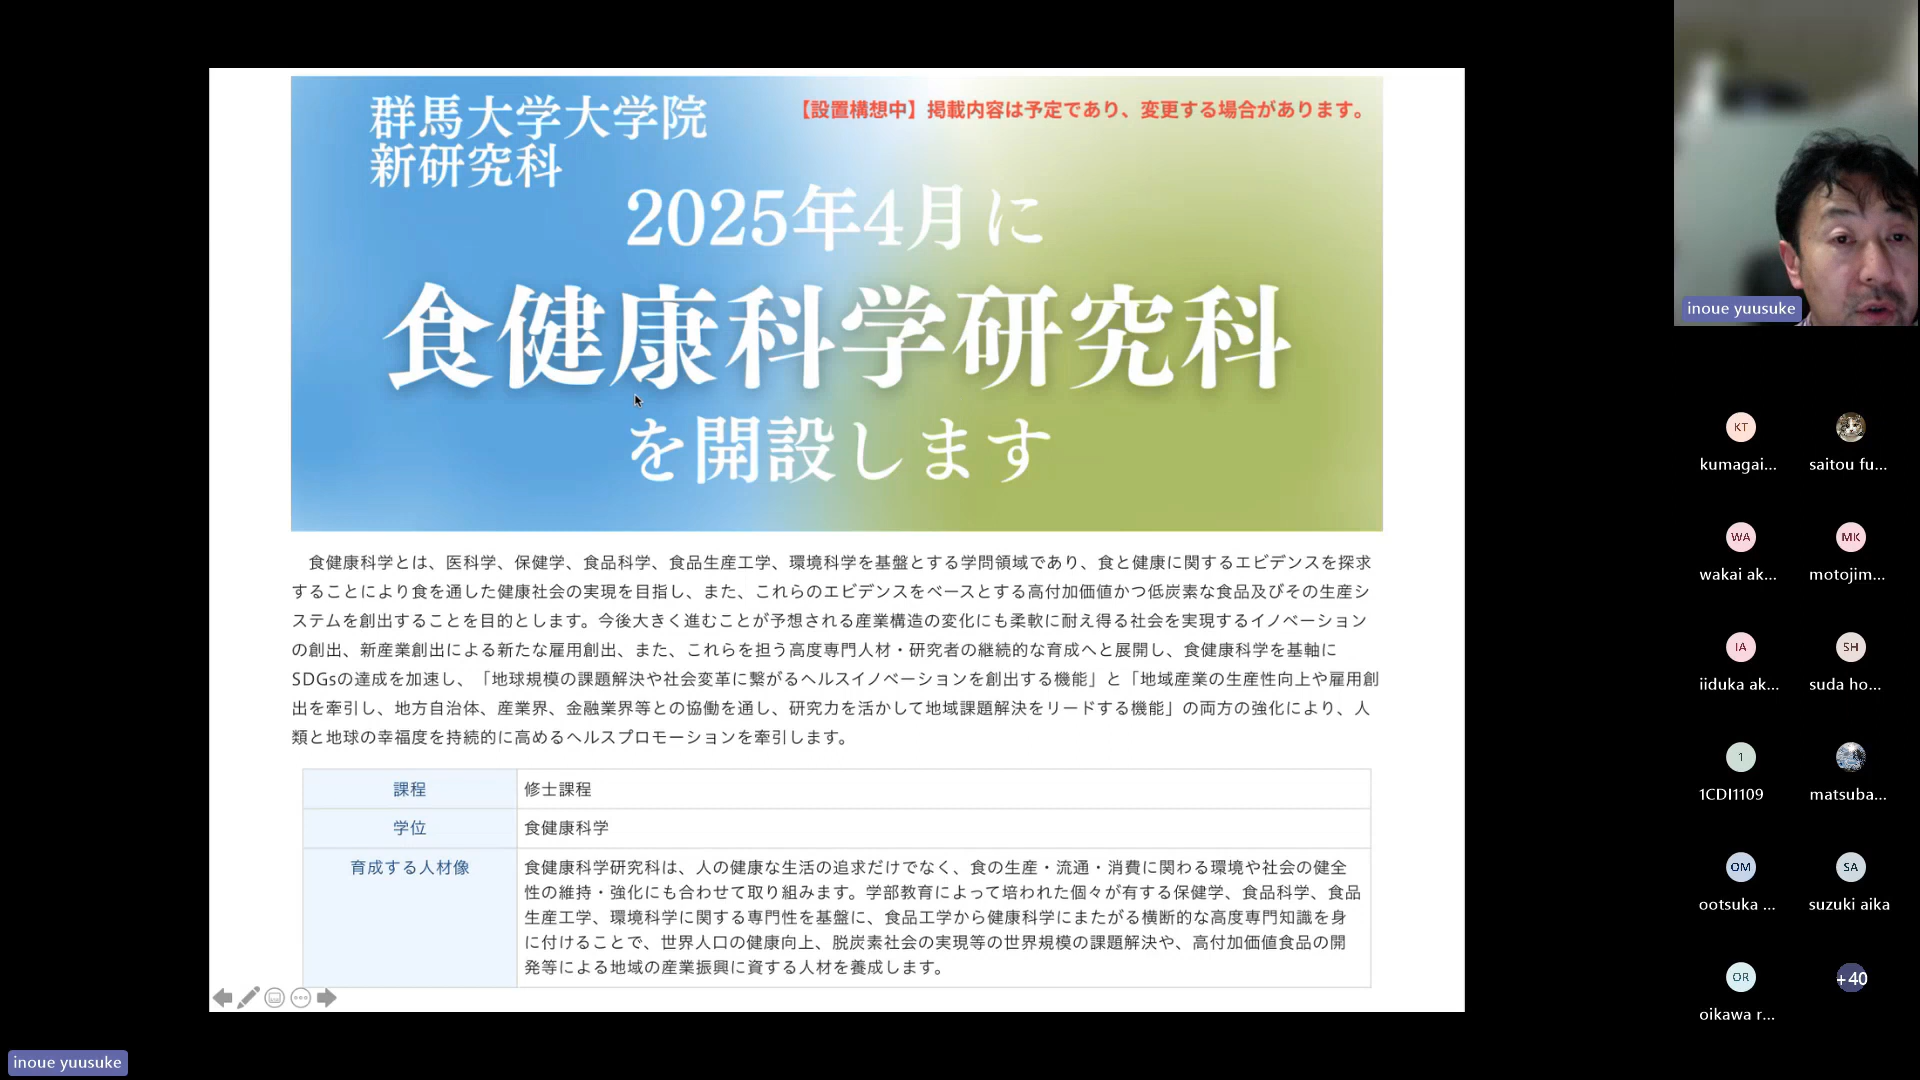 群馬大学大学院
新研究科
【設置構想中】掲載内容は予定であり、変更する場合があります。
2025年4月に
食健康科学研究科
を開設します
食健康科学とは、医科学、保健学、食品科学、食品生産工学、環境科学を基盤とする学問領域であり、食と健康に関するエビデンスを探求
することにより食を通した健康社会の実現を目指し、また、これらのエビデンスをベースとする高付加価値かつ低炭素な食品及びその生産シ
ステムを創出することを目的とします。今後大きく進むことが予想される産業構造の変化にも柔軟に耐え得る社会を実現するイノベーション
の創出、新産業創出による新たな雇用創出、また、これらを担う高度専門人材・研究者の継続的な育成へと展開し、食健康科学を基軸に
SDGsの達成を加速し、「地球規模の課題解決や社会変革に繋がるヘルスイノベーションを創出する機能」と「地域産業の生産性向上や雇用創
出を牽引し、地方自治体、産業界、金融業界等との協働を通し、研究力を活かして地域課題解決をリードする機能」の両方の強化により、人
類と地球の幸福度を持続的に高めるヘルスプロモーションを牽引します。
課程
修士課程
学位
食健康科学
育成する人材像
食健康科学研究科は、人の健康な生活の追求だけでなく、食の生産・流通・消費に関わる環境や社会の健全
性の維持・強化にも合わせて取り組みます。学部教育によって培われた個々が有する保健学、食品科学、食品
生産工学、環境科学に関する専門性を基盤に、食品工学から健康科学にまたがる横断的な高度専門知識を身
に付けることで、世界人口の健康向上、脱炭素社会の実現等の世界規模の課題解決や、高付加価値食品の開
発等による地域の産業振興に資する人材を養成します。
inoue yuusuke
inoue yuusuke
KT
kumagai...
saitou fu...
WA
wakai ak...
MK
motojim...
IA
iiduka ak...
SH
suda ho...
1
1CDI1109
matsuba...
OM
ootsuka ...
SA
suzuki aika
OR
oikawa r...
+40